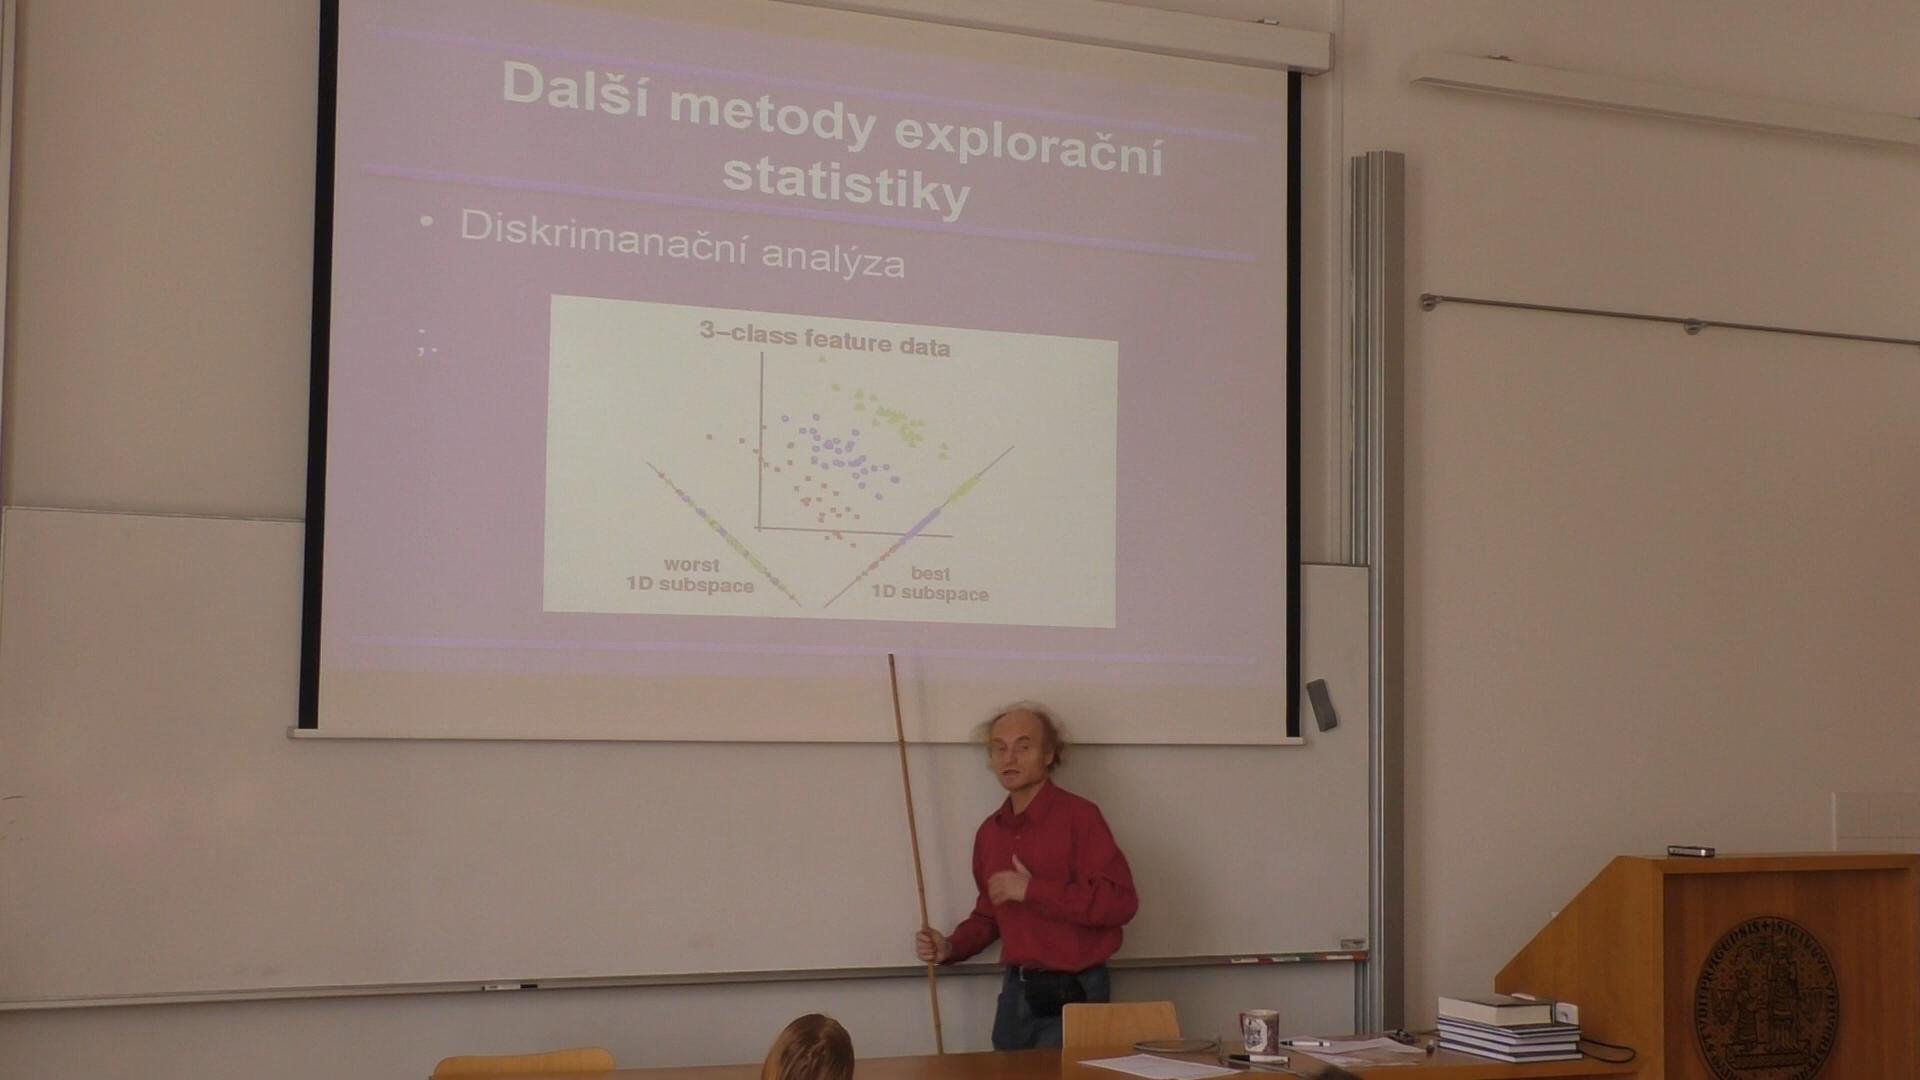 Další metody explorační
statistiky
• Diskrimanační analýza
3–class feature data
worst
1D subspace
best
1D subspace